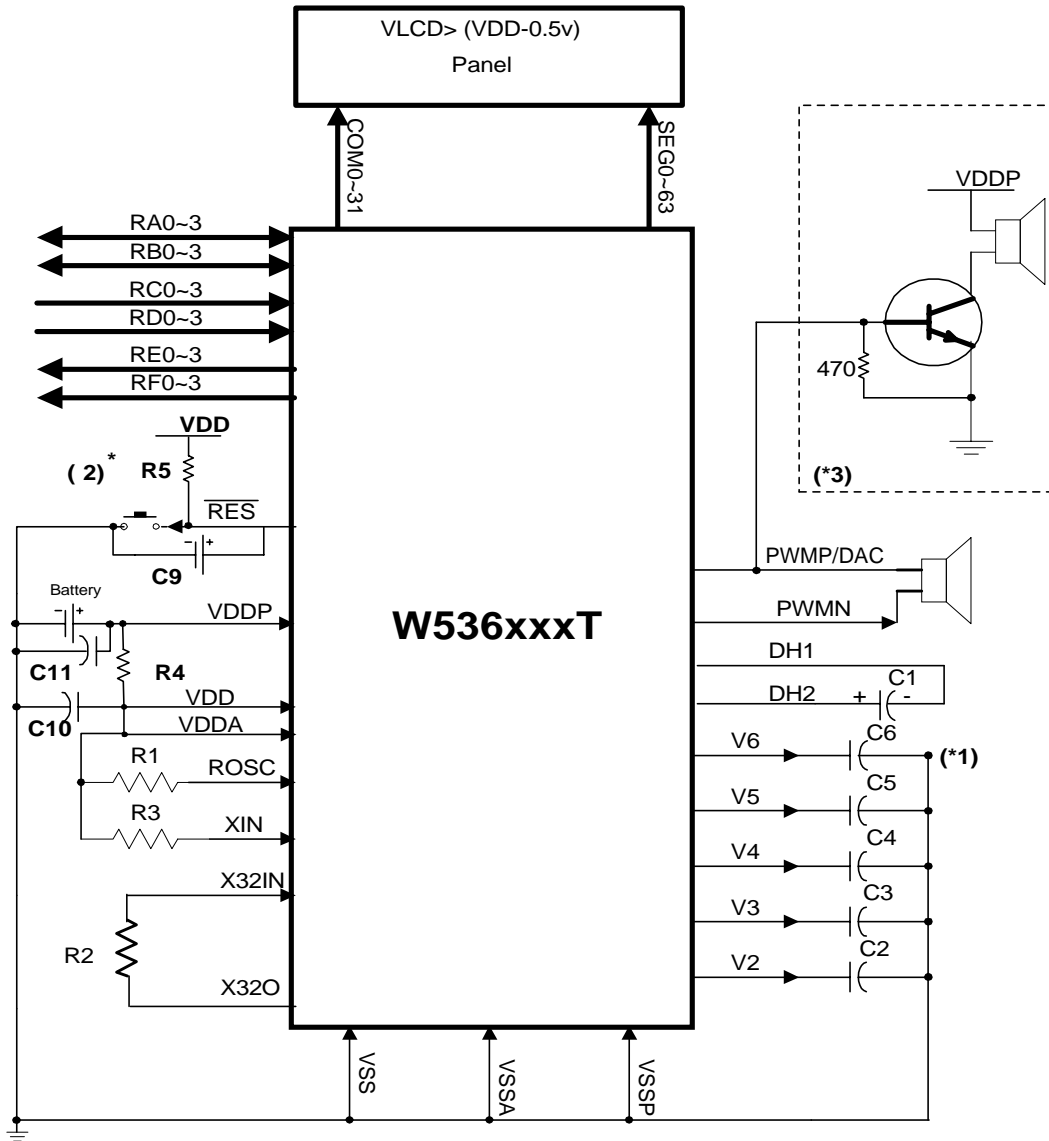 VLCD> (VDD-0.5v)
Panel
COM0~31
SEG0~63
VDDP
RA0~3
RB0~3
RC0~3
RD0~3
RE0~3
RF0~3
470
(*3)
VDD
( 2)*
R5
RES
C9
Battery
- +
- +
VDDP
C11
R4
VDD
C10
VDDA
R1
ROSC
R3
XIN
X32IN
R2
X32O
W536xxxT
PWMP/DAC
PWMN
DH1
C1
DH2
+ -
C6
V6
(*1)
C5
V5
C4
V4
C3
V3
C2
V2
VSS
VSSA
VSSP